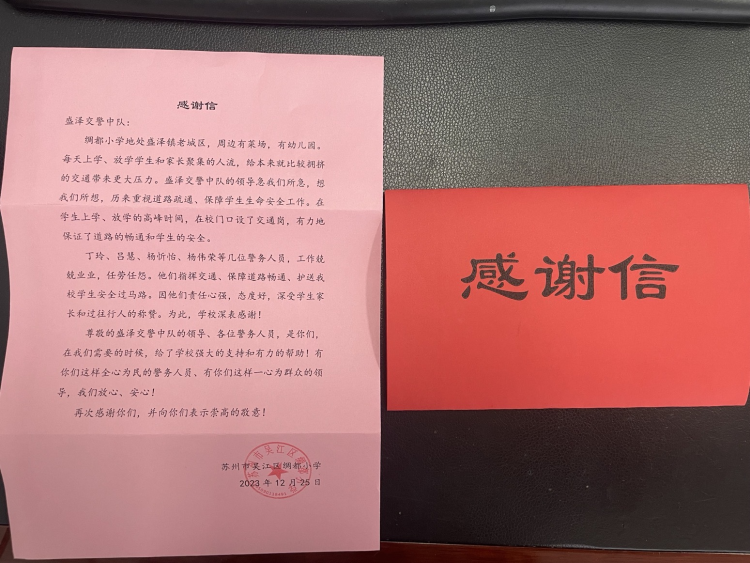 感谢信
盛泽交警中队：
绸都小学地处盛泽镇老城区，周边有菜场，有幼儿园。
每天上学、放学学生和家长聚集的人流，给本来就比较拥挤
的交通带来更大压力。盛泽交警中队的领导急我们所急，想
我们所想，历来重视道路疏通、保障学生生命安全工作。在
学生上学、放学的高峰时间，在校门口设了交通岗，有力地
保证了道路的畅通和学生的安全。
丁玲、吕慧、杨忻怡、杨伟荣等几位警务人员，工作兢
兢业业，任劳任怨。他们指挥交通、保障道路畅通、护送我
校学生安全过马路。因他们责任心强，态度好，深受学生家
长和过往行人的称赞。为此，学校深表感谢！
尊敬的盛泽交警中队的领导、各位警务人员，是你们，
在我们需要的时候，给了学校强大的支持和有力的帮助！有
你们这样全心为民的警务人员、有你们这样一心为群众的领
导，我们放心、安心！
再次感谢你们，并向你们表示崇高的敬意！
苏州市吴江区绸都小学
2023 年 12 月 25 日
感谢信